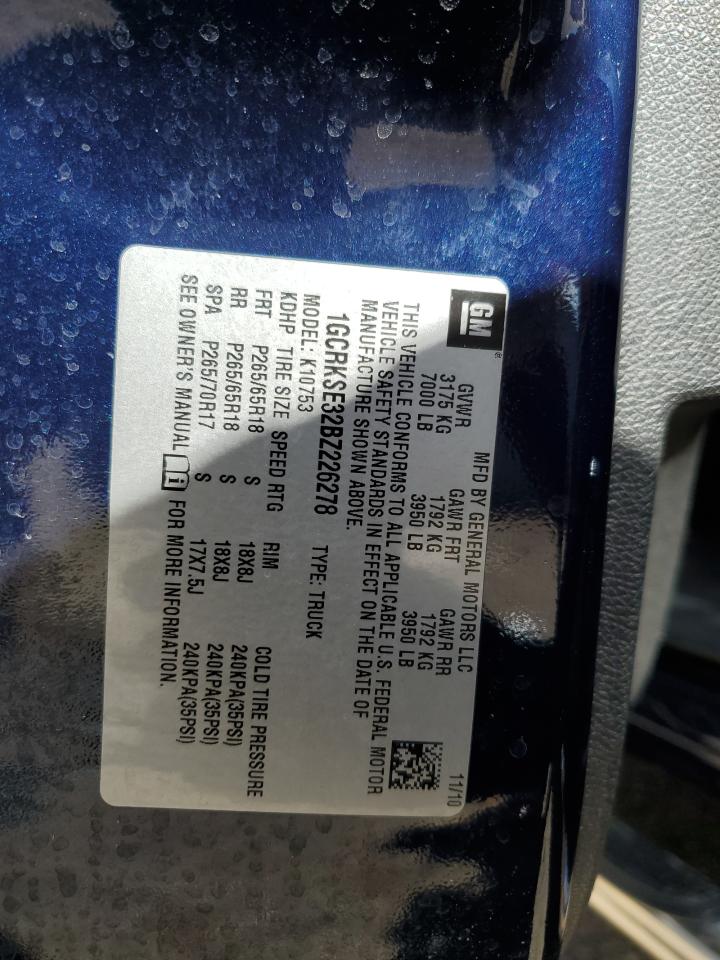 GM®
MFD BY GENERAL MOTORS LLC 11/10
GVWR GAWR FRT GAWR RR
3175 KG 1792 KG 1792 KG
7000 LB 3950 LB 3950 LB
THIS VEHICLE CONFORMS TO ALL APPLICABLE U.S. FEDERAL MOTOR
VEHICLE SAFETY STANDARDS IN EFFECT ON THE DATE OF
MANUFACTURE SHOWN ABOVE.
1GCRKSE32BZ226278 TYPE: TRUCK
MODEL: K10753
KDHP TIRE SIZE SPEED RTG RIM COLD TIRE PRESSURE
FRT P265/65R18 S 18X8J 240KPA(35PSI)
RR P265/65R18 S 18X8J 240KPA(35PSI)
SPA P265/70R17 S 17X7.5J 240KPA(35PSI)
SEE OWNER'S MANUAL i FOR MORE INFORMATION.